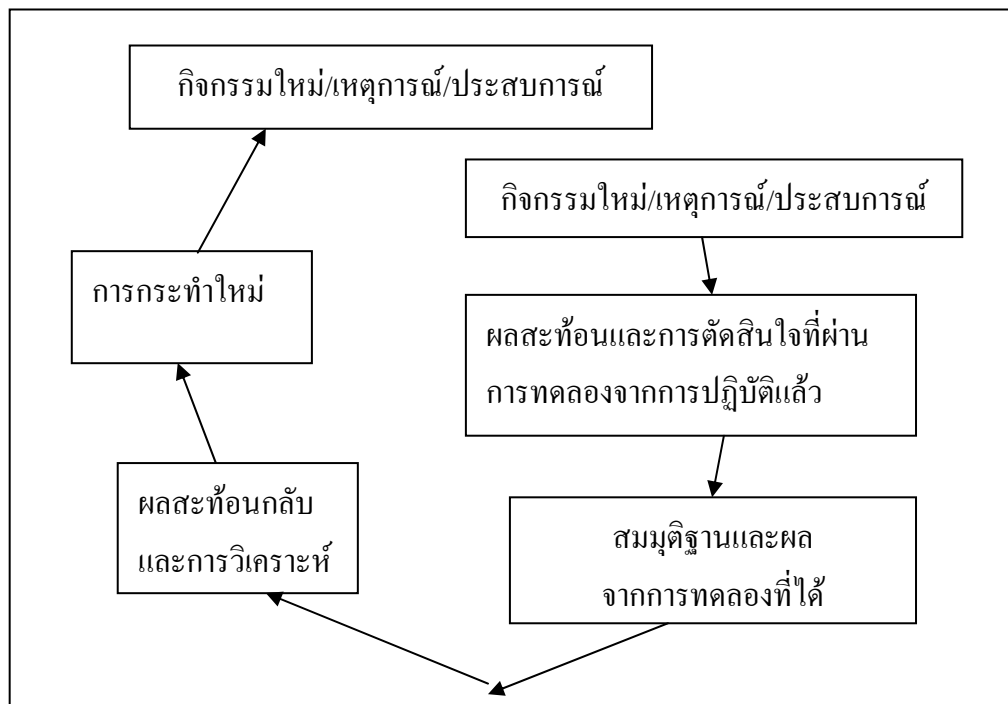 กิจกรรมใหม่/เหตุการณ์/ประสบการณ์
กิจกรรมใหม่/เหตุการณ์/ประสบการณ์
การกระทำใหม่
ผลสะท้อนและการตัดสินใจที่ผ่าน
การทดลองจากการปฏิบัติแล้ว
ผลสะท้อนกลับ
และการวิเคราะห์
สมมุติฐานและผล
จากการทดลองที่ได้